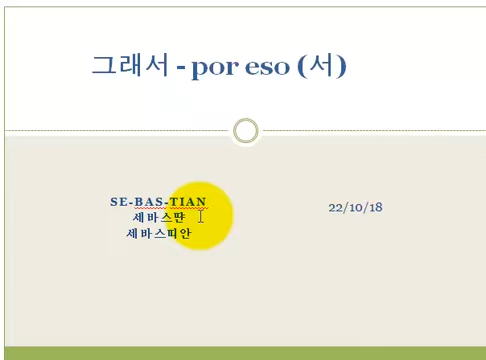 그래서 - por eso (서)
SE-BAS-TIAN
세바스땬
세바스띠안
22/10/18